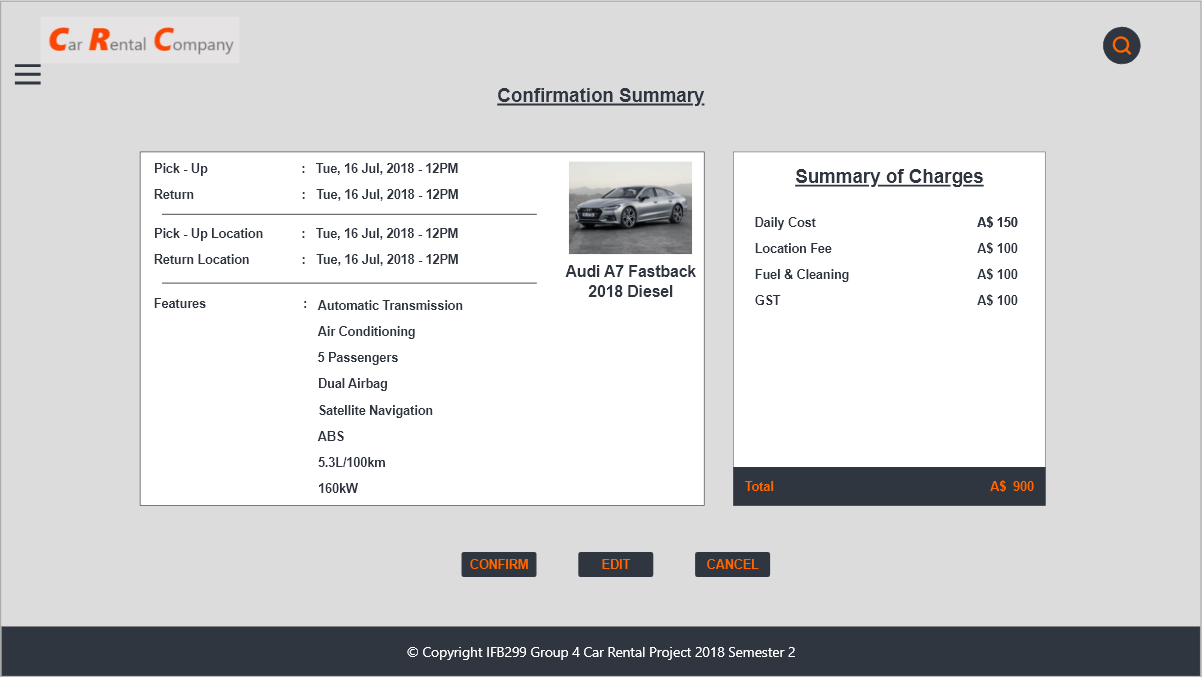 Car Rental Company
Confirmation Summary
Pick - Up : Tue, 16 Jul, 2018 - 12PM
Return : Tue, 16 Jul, 2018 - 12PM
Pick - Up Location : Tue, 16 Jul, 2018 - 12PM
Return Location : Tue, 16 Jul, 2018 - 12PM
Features : Automatic Transmission
Air Conditioning
5 Passengers
Dual Airbag
Satellite Navigation
ABS
5.3L/100km
160kW
Audi A7 Fastback
2018 Diesel
Summary of Charges
Daily Cost A$ 150
Location Fee A$ 100
Fuel & Cleaning A$ 100
GST A$ 100
Total A$ 900
CONFIRM EDIT CANCEL
© Copyright IFB299 Group 4 Car Rental Project 2018 Semester 2